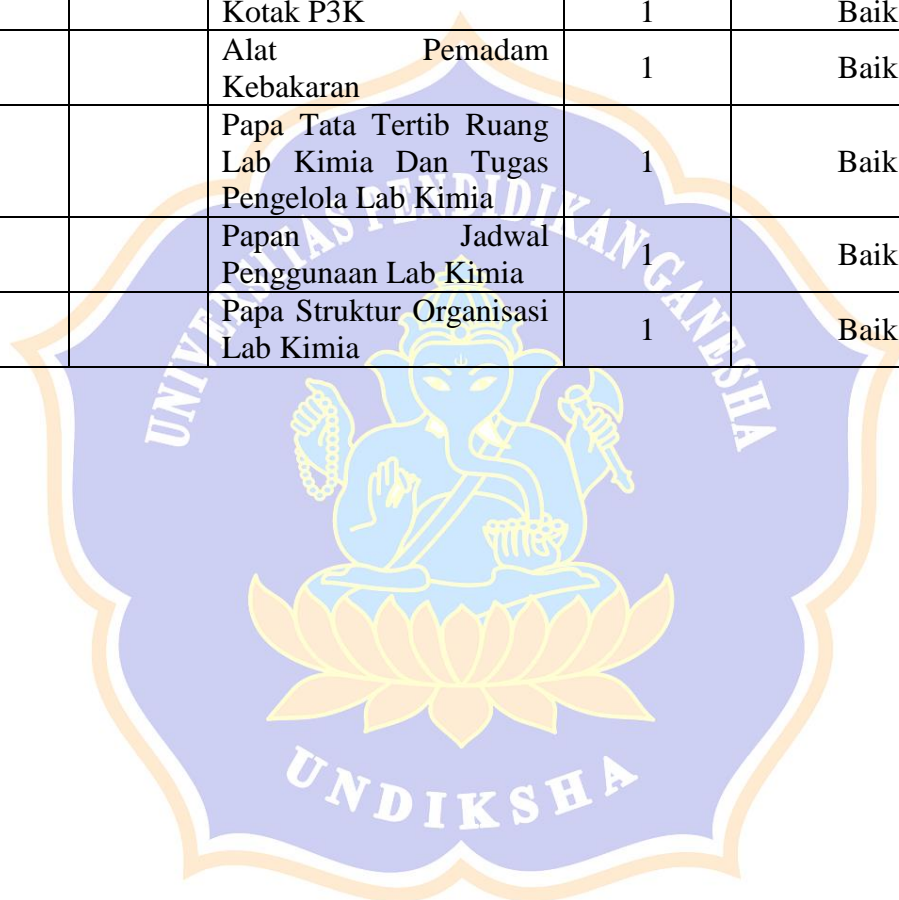 Kotak P3K 1 Baik
Alat Pemadam
Kebakaran 1 Baik
Papa Tata Tertib Ruang
Lab Kimia Dan Tugas 1 Baik
Pengelola Lab Kimia
Papan Jadwal
Penggunaan Lab Kimia 1 Baik
Papa Struktur Organisasi
Lab Kimia 1 Baik
UNIVERSITAS PENDIDIKAN GANESHA
UNDIKSHA